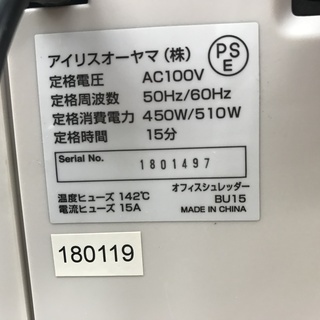 アイリスオーヤマ（株）
PS
E
定格電圧 AC100V
定格周波数 50Hz/60Hz
定格消費電力 450W/510W
定格時間 15分
Serial No. 1801497
温度ヒューズ 142℃ オフィスシュレッダー
電流ヒューズ 15A BU15
MADE IN CHINA
180119